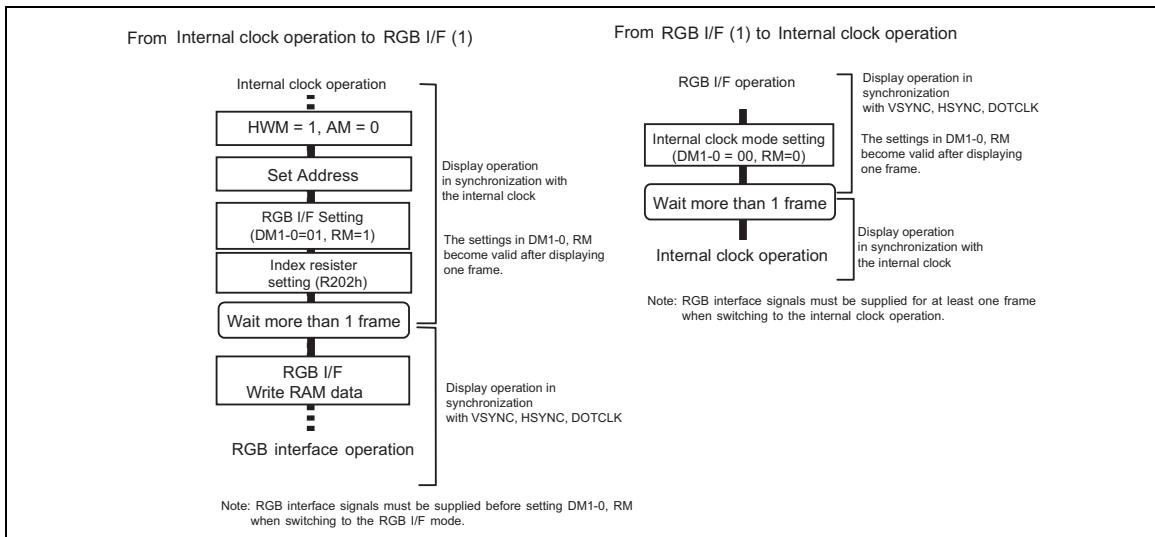 From Internal clock operation to RGB I/F (1)
Internal clock operation
HWM = 1, AM = 0
Set Address
RGB I/F Setting
(DM1-0=01, RM=1)
Index resister
setting (R202h)
Wait more than 1 frame
RGB I/F
Write RAM data
RGB interface operation
Display operation
in synchronization with
the internal clock
The settings in DM1-0, RM
become valid after displaying
one frame.
Display operation in
synchronization
with VSYNC, HSYNC, DOTCLK
Note: RGB interface signals must be supplied before setting DM1-0, RM
when switching to the RGB I/F mode.
From RGB I/F (1) to Internal clock operation
RGB I/F operation
Internal clock mode setting
(DM1-0 = 00, RM=0)
Wait more than 1 frame
Internal clock operation
Display operation in
synchronization
with VSYNC, HSYNC, DOTCLK
The settings in DM1-0, RM
become valid after displaying
one frame.
Display operation
in synchronization with
the internal clock
Note: RGB interface signals must be supplied for at least one frame
when switching to the internal clock operation.